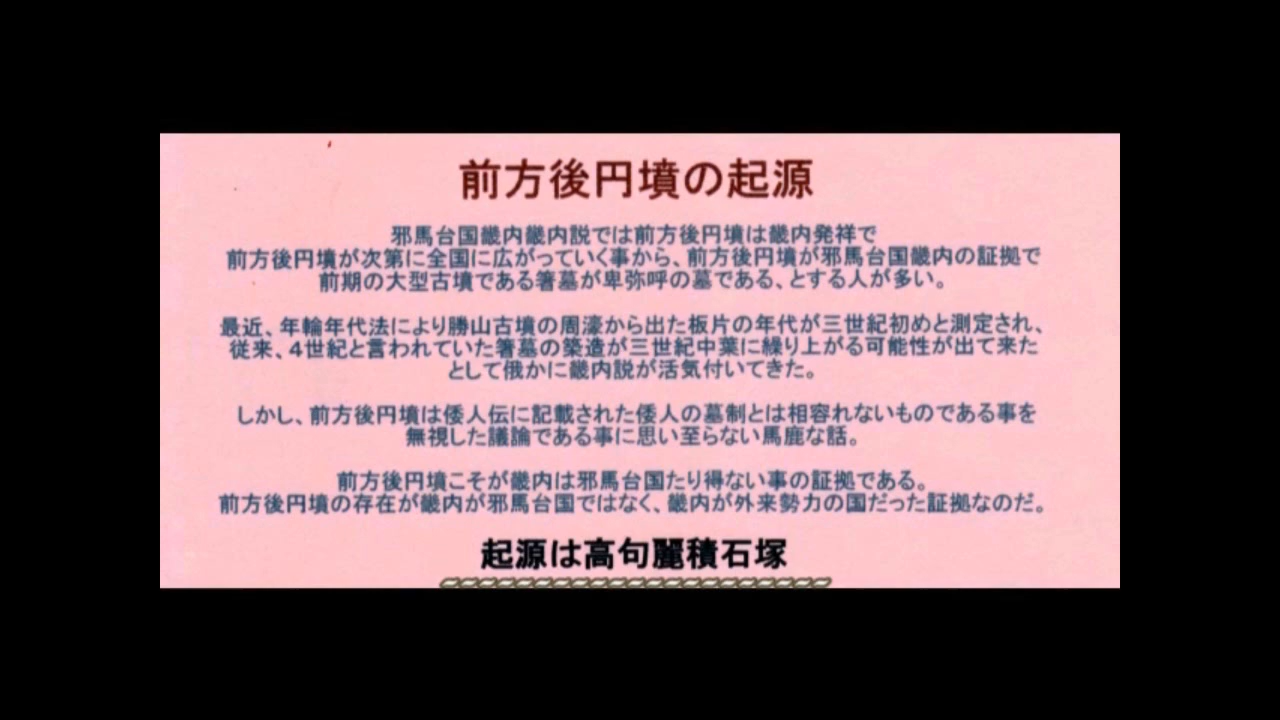 前方後円墳の起源
邪馬台国畿内畿内説では前方後円墳は畿内発祥で
前方後円墳が次第に全国に広がっていく事から、前方後円墳が邪馬台国畿内の証拠で
前期の大型古墳である箸墓が卑弥呼の墓である、とする人が多い。
最近、年輪年代法により勝山古墳の周濠から出た板片の年代が三世紀初めと測定され、
従来、4世紀と言われていた箸墓の築造が三世紀中葉に繰り上がる可能性が出て来た
として俄かに畿内説が活気付いてきた。
しかし、前方後円墳は倭人伝に記載された倭人の墓制とは相容れないものである事を
無視した議論である事に思い至らない馬鹿な話。
前方後円墳こそが畿内は邪馬台国たり得ない事の証拠である。
前方後円墳の存在が畿内が邪馬台国ではなく、畿内が外来勢力の国だった証拠なのだ。
起源は高句麗積石塚